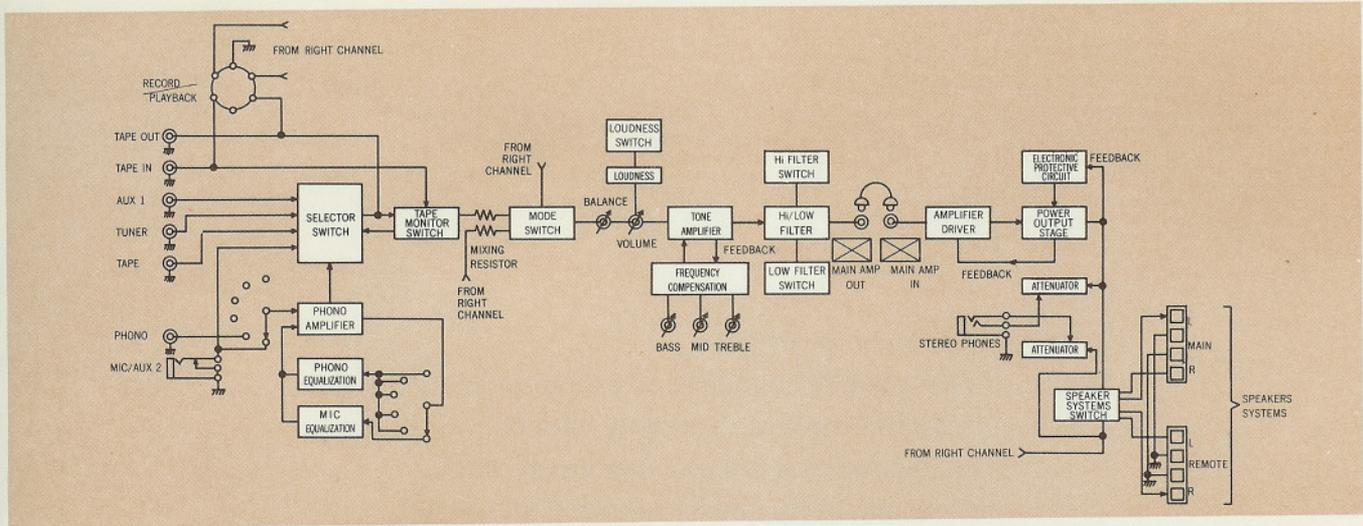 FROM RIGHT CHANNEL
RECORD
PLAYBACK
TAPE OUT
TAPE IN
AUX 1
TUNER
TAPE
PHONO
MIC/AUX 2
SELECTOR
SWITCH
PHONO
AMPLIFIER
PHONO
EQUALIZATION
MIC
EQUALIZATION
TAPE
MONITOR
SWITCH
MIXING
RESISTOR
FROM
RIGHT
CHANNEL
FROM
RIGHT
CHANNEL
MODE
SWITCH
BALANCE
LOUDNESS
SWITCH
LOUDNESS
VOLUME
TONE
AMPLIFIER
FEEDBACK
FREQUENCY
COMPENSATION
BASS MID TREBLE
Hi FILTER
SWITCH
Hi/LOW
FILTER
LOW FILTER
SWITCH
MAIN AMP
OUT
MAIN AMP
IN
AMPLIFIER
DRIVER
FEEDBACK
ELECTRONIC
PROTECTIVE
CIRCUIT
FEEDBACK
POWER
OUTPUT
STAGE
ATTENUATOR
STEREO PHONES
ATTENUATOR
SPEAKER
SYSTEMS
SWITCH
FROM RIGHT CHANNEL
L
MAIN
R
L
REMOTE
R
SPEAKERS
SYSTEMS